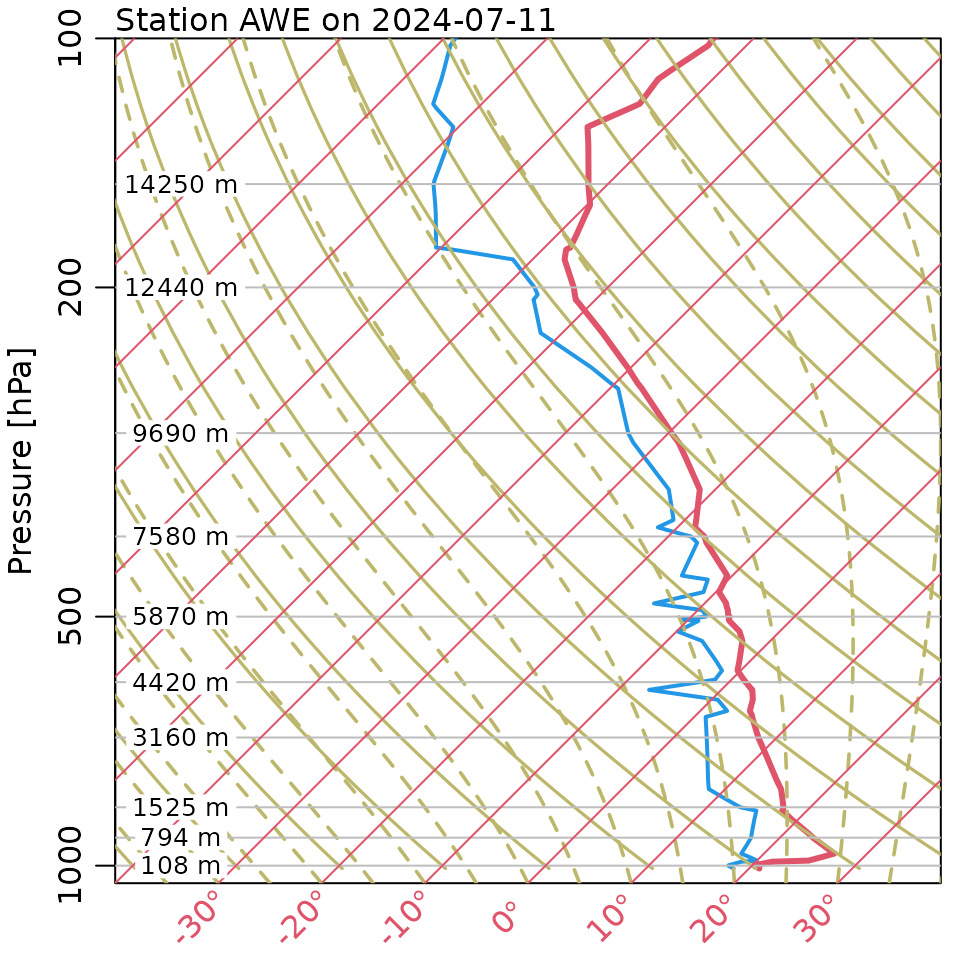 Station AWE on 2024-07-11
100
14250 m
200
12440 m
9690 m
Pressure [hPa]
7580 m
500
5870 m
4420 m
3160 m
1525 m
794 m
1000
108 m
-30°
-20°
-10°
0°
10°
20°
30°